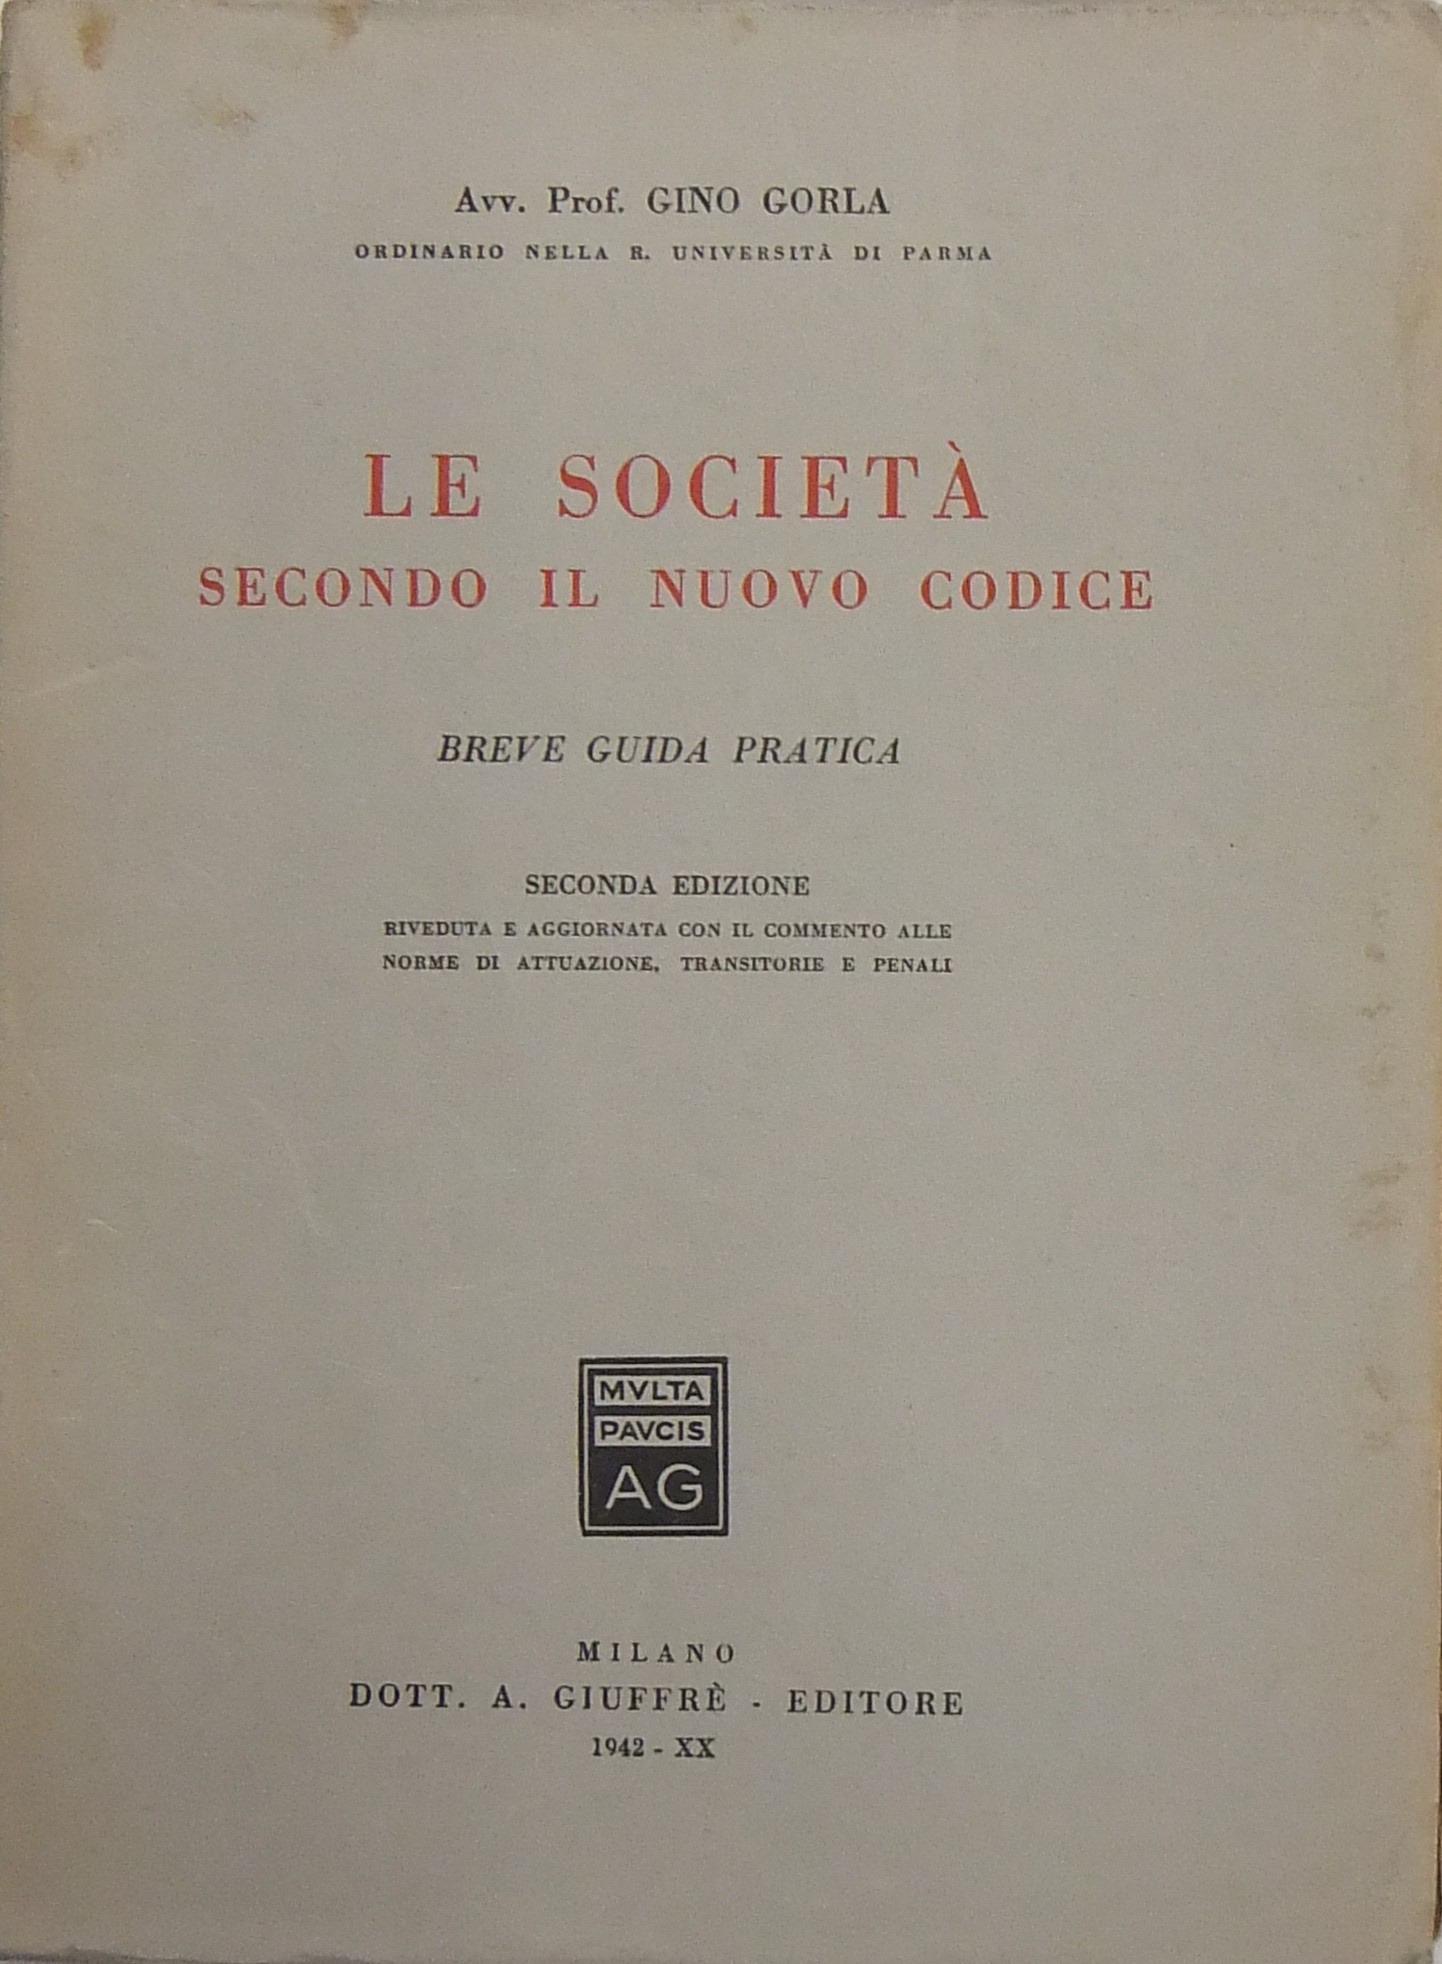 Avv. Prof. GINO GORLA
ORDINARIO NELLA R. UNIVERSITÀ DI PARMA
LE SOCIETÀ
SECONDO IL NUOVO CODICE
BREVE GUIDA PRATICA
SECONDA EDIZIONE
RIVEDUTA E AGGIORNATA CON IL COMMENTO ALLE
NORME DI ATTUAZIONE, TRANSITORIE E PENALI
MVLTA
PAVCIS
AG
MILANO
DOTT. A. GIUFFRÈ - EDITORE
1942 - XX